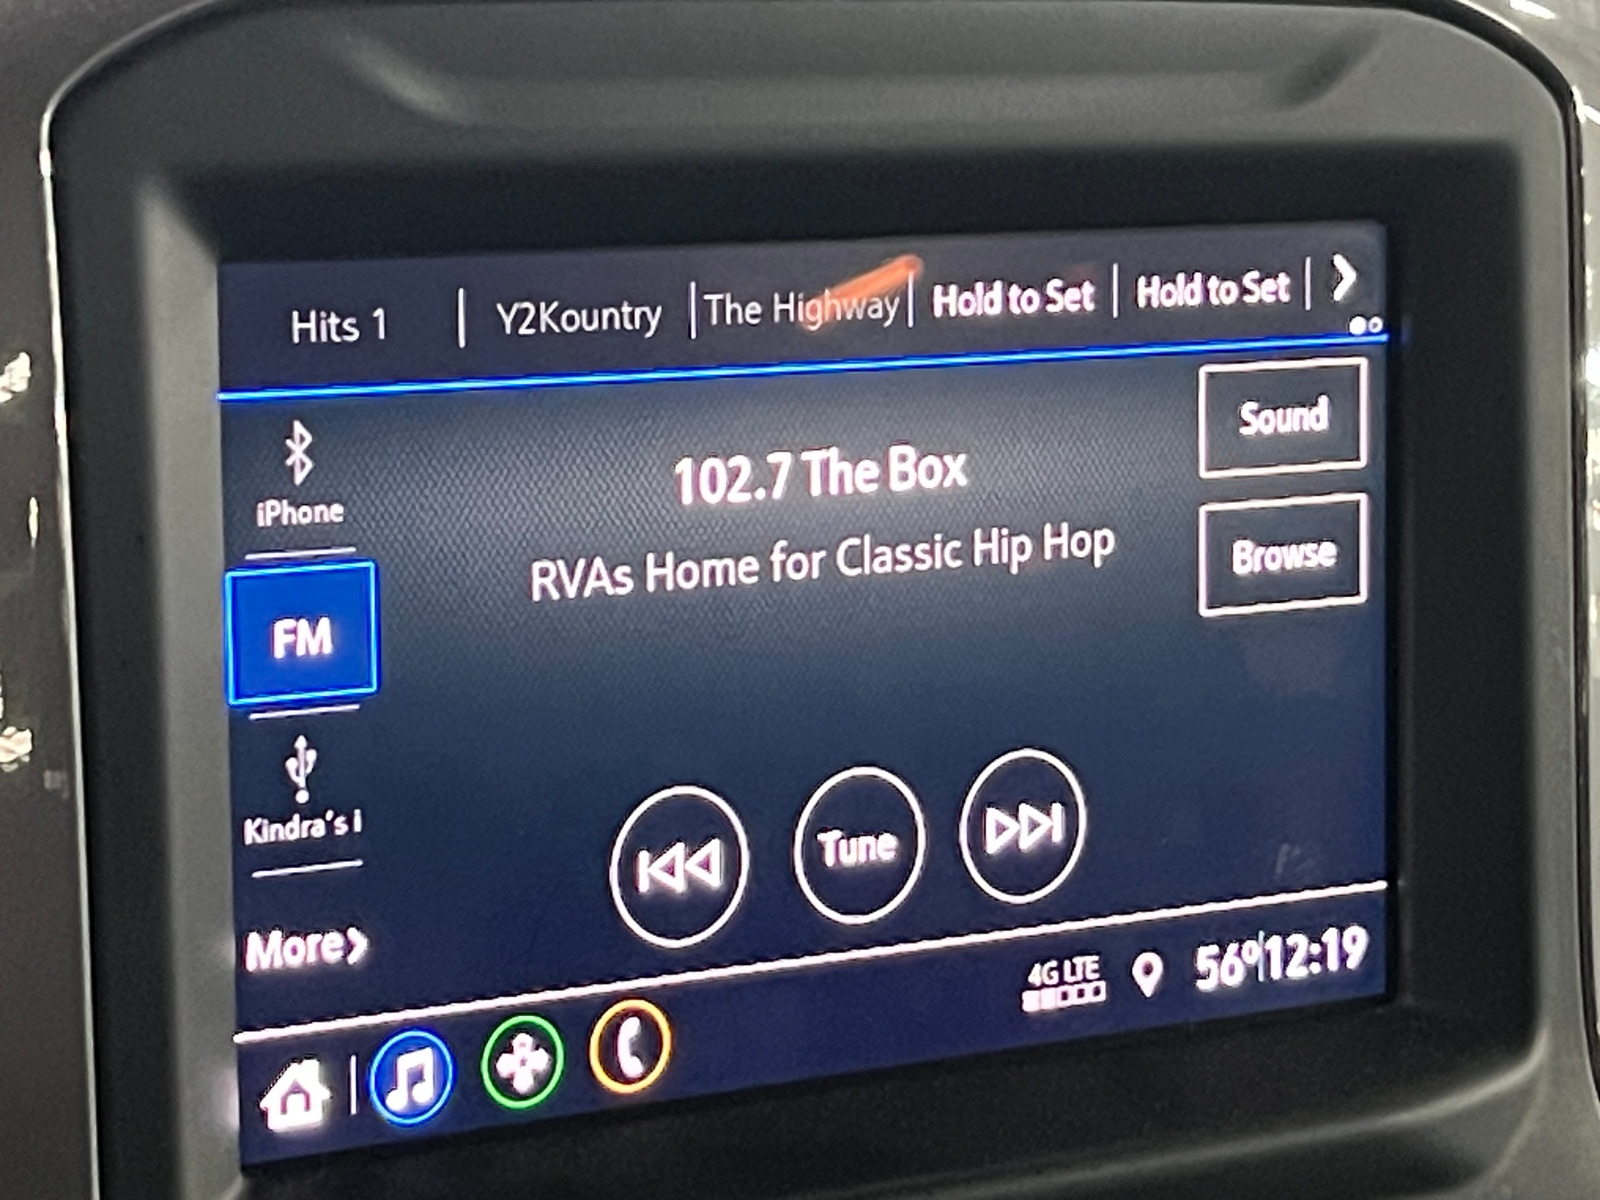 Hits 1 | Y2Kountry | The Highway | Hold to Set | Hold to Set |
Sound
iPhone
102.7 The Box
RVAs Home for Classic Hip Hop
Browse
FM
Kindra's i
Tune
More
4G LTE
56°|12:19